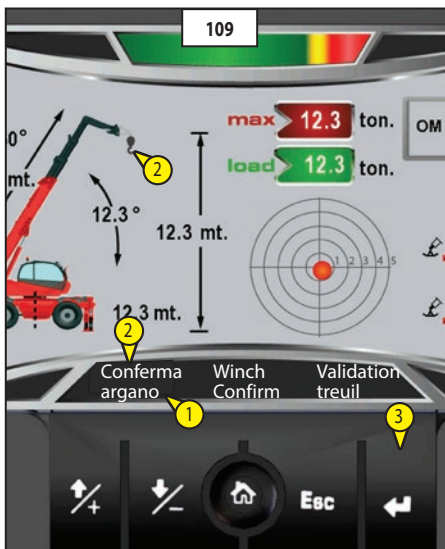 109
max 12.3 ton.
OM
load 12.3 ton.
0°
mt.
2
12.3 °
12.3 mt.
1 2 3 4 5
12.3 mt.
2
Conferma argano
Winch Confirm
Validation treuil
1
3
+
−
Esc